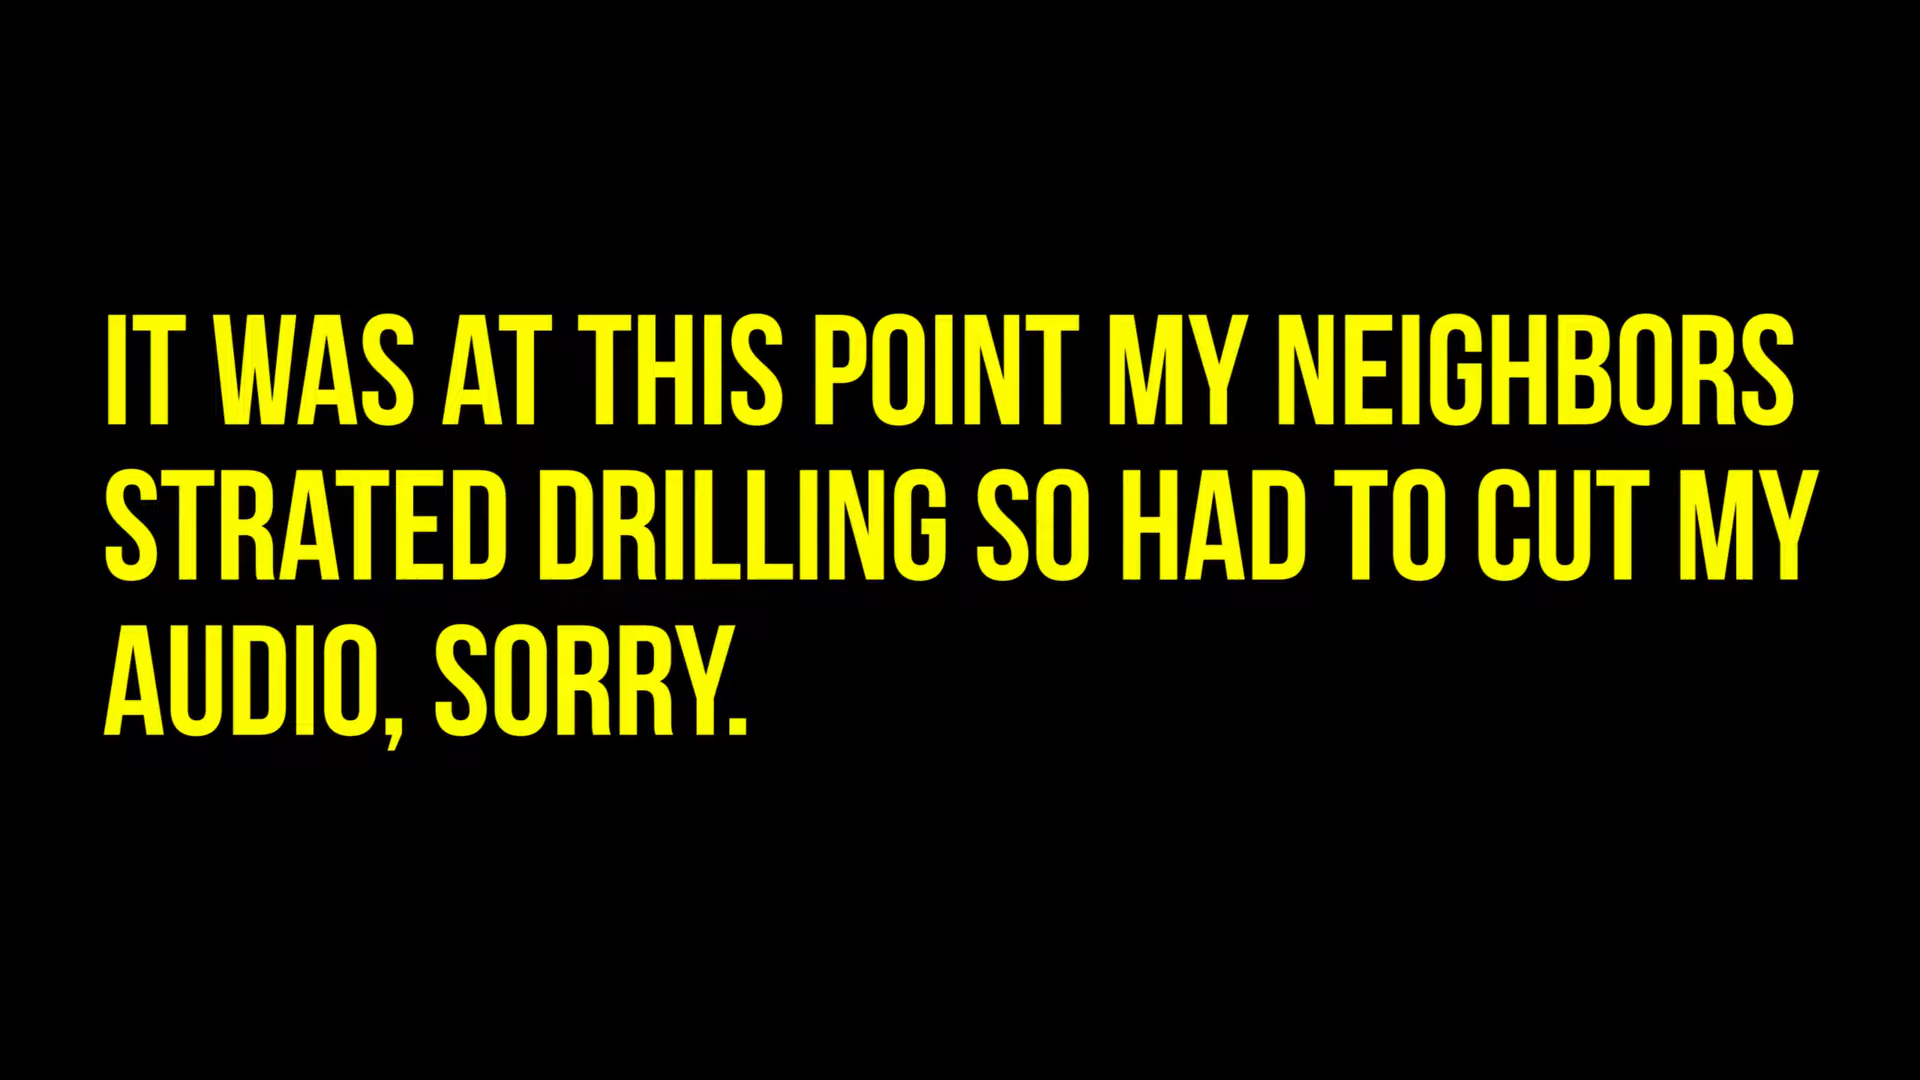 IT WAS AT THIS POINT MY NEIGHBORS
STRATED DRILLING SO HAD TO CUT MY
AUDIO, SORRY.